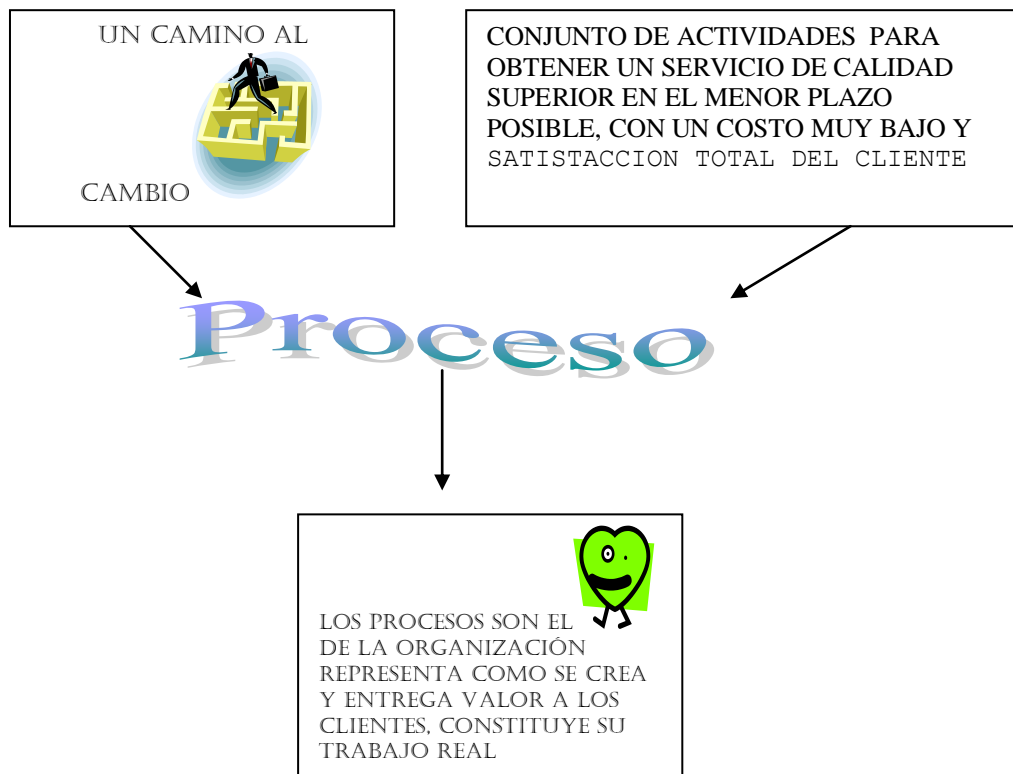 UN CAMINO AL
CAMBIO
CONJUNTO DE ACTIVIDADES PARA
OBTENER UN SERVICIO DE CALIDAD
SUPERIOR EN EL MENOR PLAZO
POSIBLE, CON UN COSTO MUY BAJO Y
SATISTACCION TOTAL DEL CLIENTE
Proceso
LOS PROCESOS SON EL
DE LA ORGANIZACIÓN
REPRESENTA COMO SE CREA
Y ENTREGA VALOR A LOS
CLIENTES, CONSTITUYE SU
TRABAJO REAL